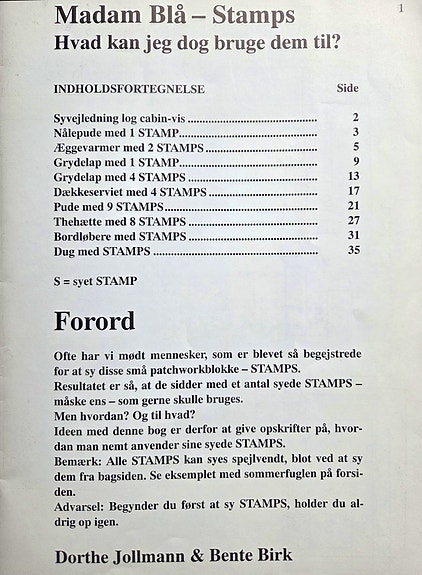 1
Madam Blå – Stamps
Hvad kan jeg dog bruge dem til?
INDHOLDSFORTEGNELSE Side
Syvejledning log cabin-vis ........................................ 2
Nålepude med 1 STAMP........................................ 3
Æggevarmer med 2 STAMPS ................................. 5
Grydelap med 1 STAMP......................................... 9
Grydelap med 4 STAMPS ....................................... 13
Dækkeserviet med 4 STAMPS ................................ 17
Pude med 9 STAMPS .............................................. 21
Thehætte med 8 STAMPS ....................................... 27
Bordløbere med STAMPS ....................................... 31
Dug med STAMPS .................................................. 35
S = syet STAMP
Forord
Ofte har vi mødt mennesker, som er blevet så begejstrede
for at sy disse små patchworkblokke – STAMPS.
Resultatet er så, at de sidder med et antal syede STAMPS –
måske ens – som gerne skulle bruges.
Men hvordan? Og til hvad?
Ideen med denne bog er derfor at give opskrifter på, hvor-
dan man nemt anvender sine syede STAMPS.
Bemærk: Alle STAMPS kan syes spejlvendt, blot ved at sy
dem fra bagsiden. Se eksemplet med sommerfuglen på forsi-
den.
Advarsel: Begynder du først at sy STAMPS, holder du al-
drig op igen.
Dorthe Jollmann & Bente Birk